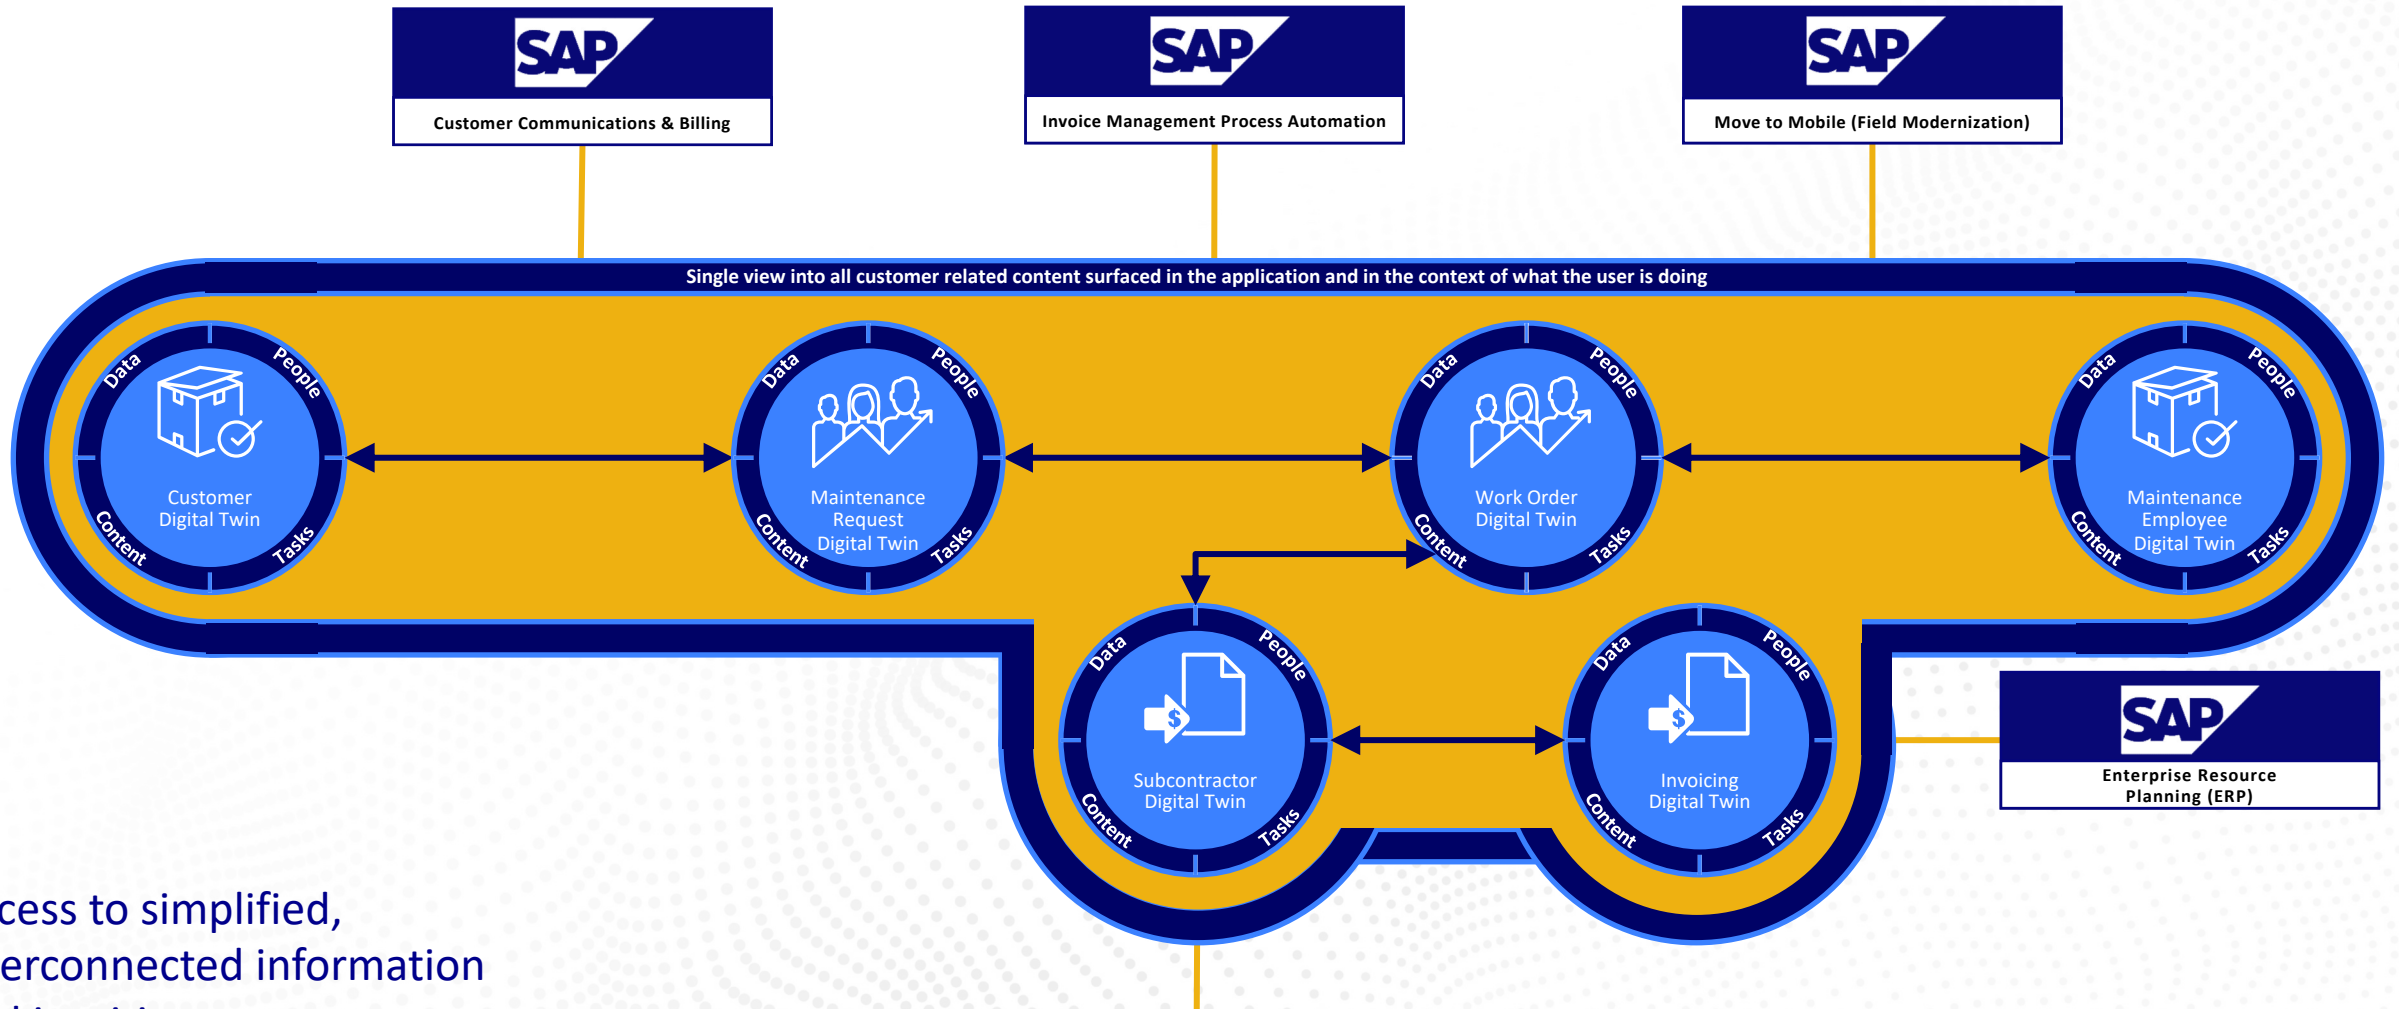 SAP
Customer Communications & Billing
SAP
Invoice Management Process Automation
SAP
Move to Mobile (Field Modernization)
Single view into all customer related content surfaced in the application and in the context of what the user is doing
Data
People
Content
Tasks
Customer
Digital Twin
Data
People
Content
Tasks
Maintenance
Request
Digital Twin
Data
People
Content
Tasks
Work Order
Digital Twin
Data
People
Content
Tasks
Maintenance
Employee
Digital Twin
Data
People
Content
Tasks
Subcontractor
Digital Twin
Data
People
Content
Tasks
Invoicing
Digital Twin
SAP
Enterprise Resource
Planning (ERP)
cess to simplified,
erconnected information